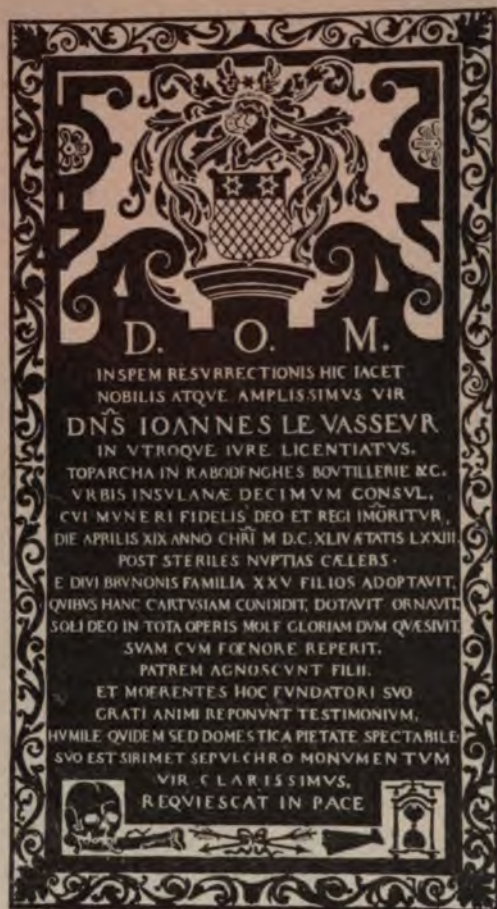 D. O. M.
IN SPEM RESVRRECTIONIS HIC IACET
NOBILIS ATQVE AMPLISSIMVS VIR
DN̂S IOANNES LE VASSEVR
IN VTROQVE IVRE LICENTIATVS.
TOPARCHA IN RABODENGHES BOVTILLERIE &C.
VRBIS INSVLANÆ DECIMVM CONSVL,
CVI MVNERI FIDELIS DEO ET REGI IM̂ORITVR,
DIE APRILIS XIX ANNO CHR̂I M D.C. XLIV ÆTATIS LXXIII.
POST STERILES NVPTIAS CÆLEBS.
E DIVI BRVNONIS FAMILIA XXV FILIOS ADOPTAVIT,
QVIBVS HANC CARTVSIAM CONDIDIT, DOTAVIT ORNAVIT.
SOLI DEO IN TOTA OPERIS MOLE GLORIAM DVM QVÆSIVIT,
SVAM CVM FŒNORE REPERIT.
PATREM AGNOSCVNT FILII.
ET MOERENTES HOC FVNDATORI SVO
GRATI ANIMI REPONVNT TESTIMONIVM,
HVMILE QVIDEM SED DOMESTICA PIETATE SPECTABILE
SVO EST SIBIMET SEPVLCHRO MONVMENTVM
VIR CLARISSIMVS,
REQVIESCAT IN PACE